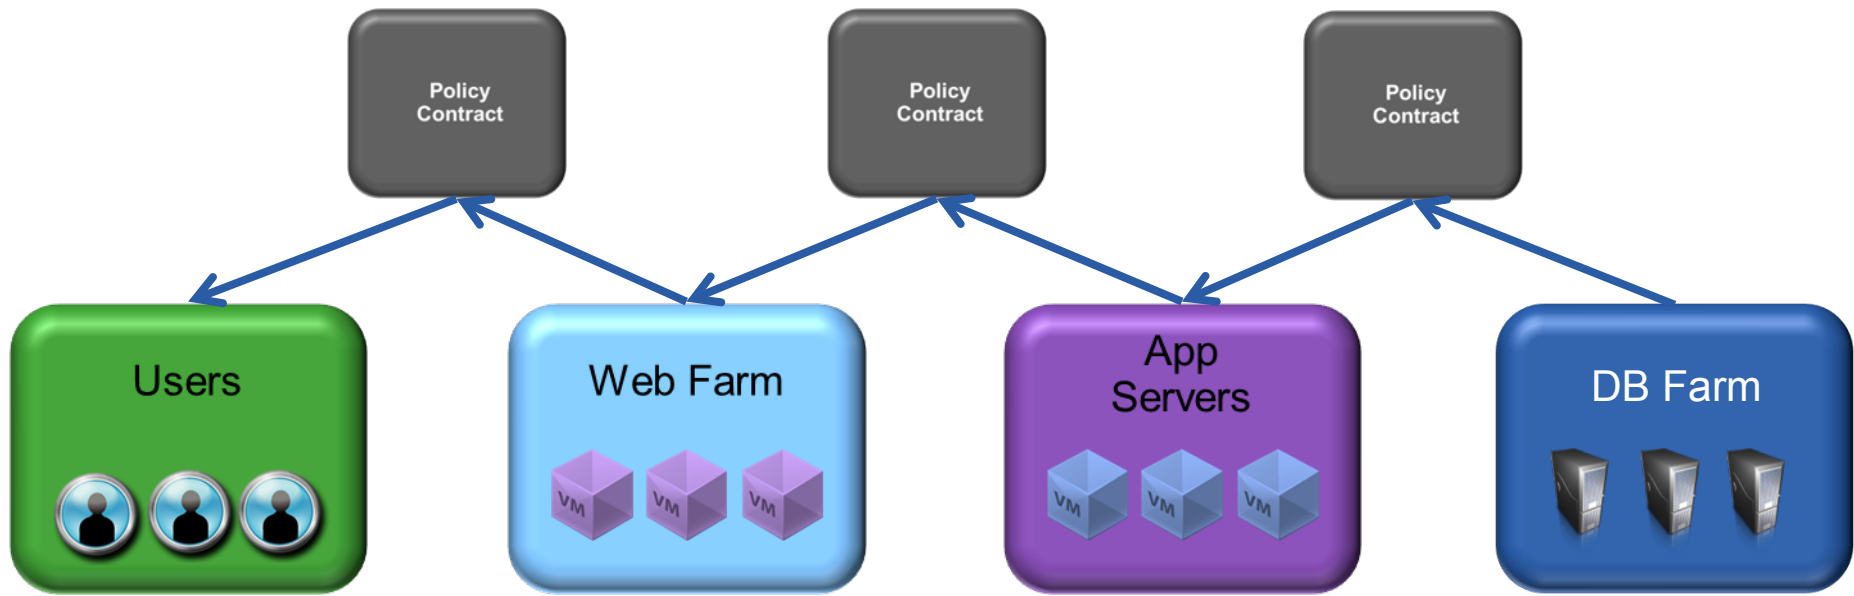 Policy
Contract
Policy
Contract
Policy
Contract
Users
Web Farm
App
Servers
DB Farm
VM
VM
VM
VM
VM
VM